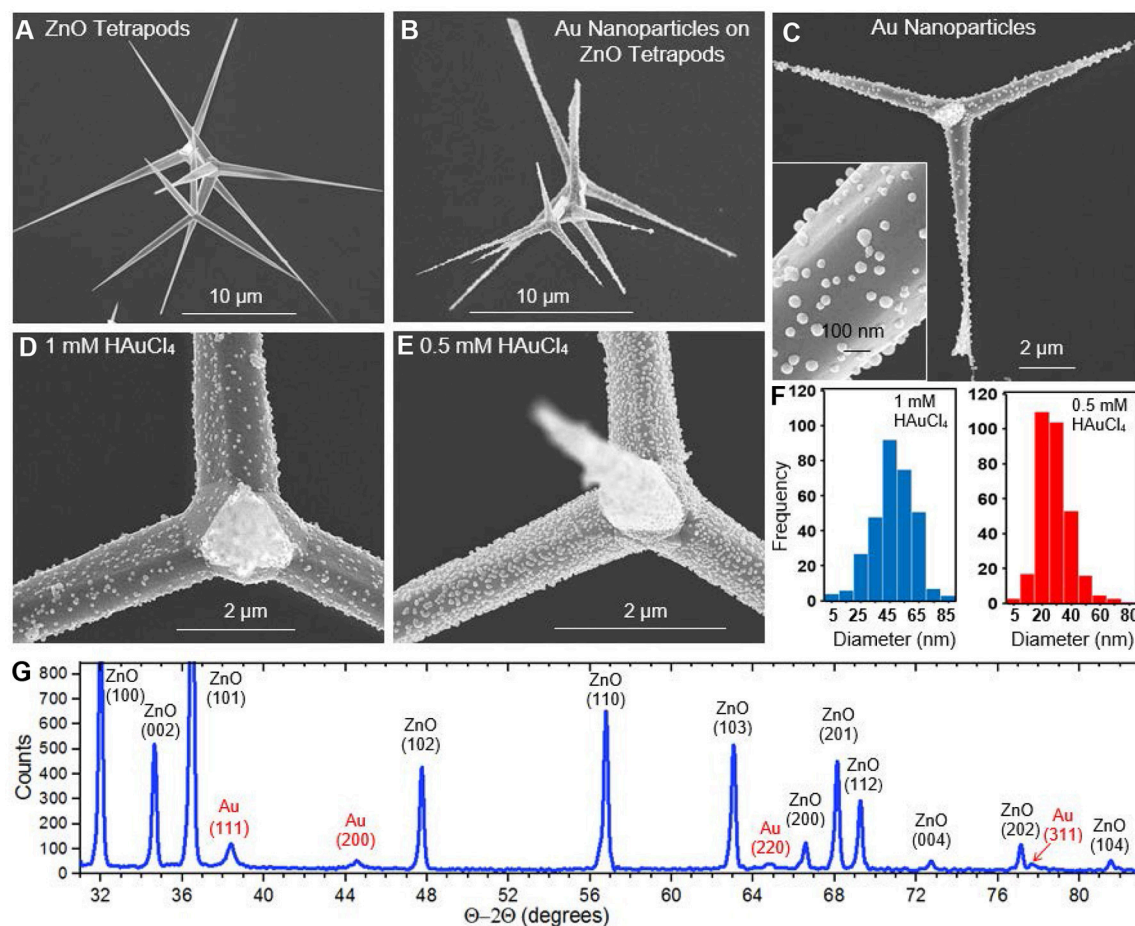 A ZnO Tetrapods
10 µm
B Au Nanoparticles on
ZnO Tetrapods
10 µm
C Au Nanoparticles
100 nm
2 µm
D 1 mM HAuCl₄
2 µm
E 0.5 mM HAuCl₄
2 µm
F
120
100
80
60
40
20
0
Frequency
1 mM
HAuCl₄
5 25 45 65 85
Diameter (nm)
120
100
80
60
40
20
0
0.5 mM
HAuCl₄
5 20 40 60 80
Diameter (nm)
G
800
700
600
500
400
300
200
100
0
Counts
ZnO
(100)
ZnO
(002)
ZnO
(101)
Au
(111)
Au
(200)
ZnO
(102)
ZnO
(110)
ZnO
(103)
Au
(220)
ZnO
(200)
ZnO
(201)
ZnO
(112)
ZnO
(004)
ZnO
(202)
Au
(311)
ZnO
(104)
32 36 40 44 48 52 56 60 64 68 72 76 80
Θ–2Θ (degrees)